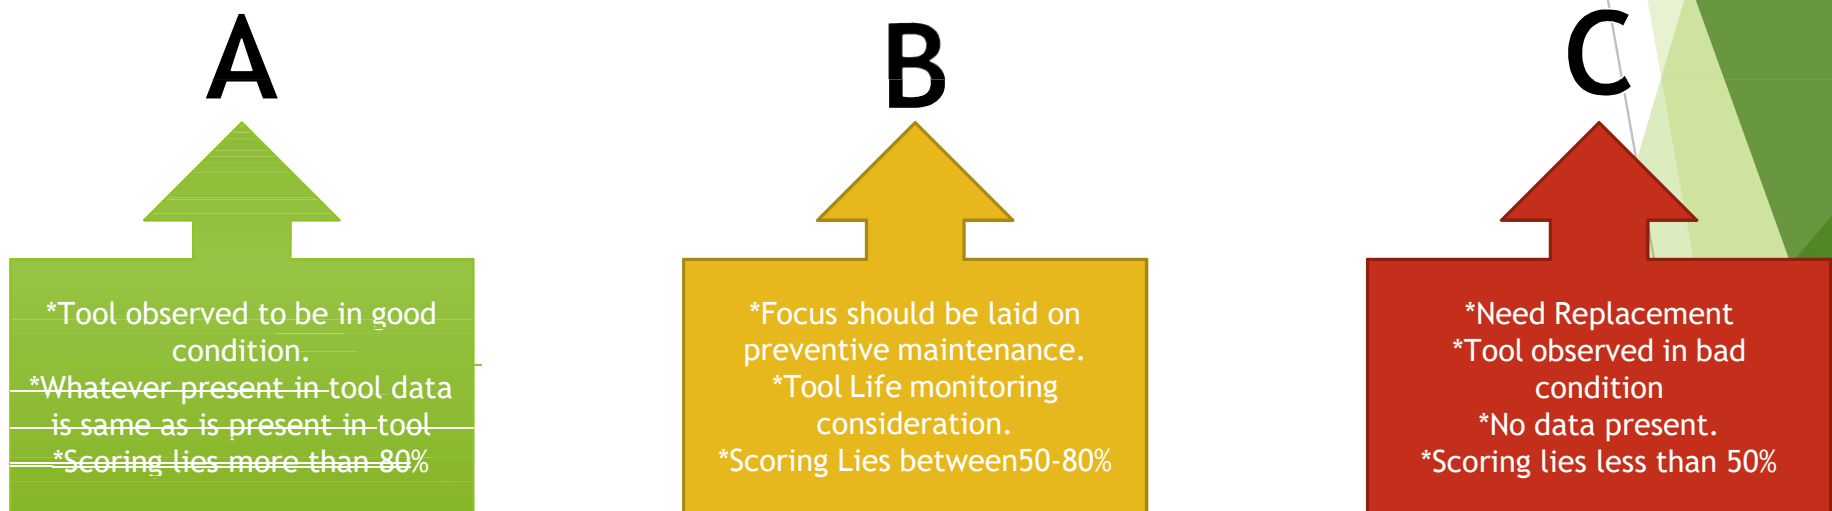 A
*Tool observed to be in good
condition.
*Whatever present in tool data
is same as is present in tool
*Scoring lies more than 80%
B
*Focus should be laid on
preventive maintenance.
*Tool Life monitoring
consideration.
*Scoring Lies between50-80%
C
*Need Replacement
*Tool observed in bad
condition
*No data present.
*Scoring lies less than 50%